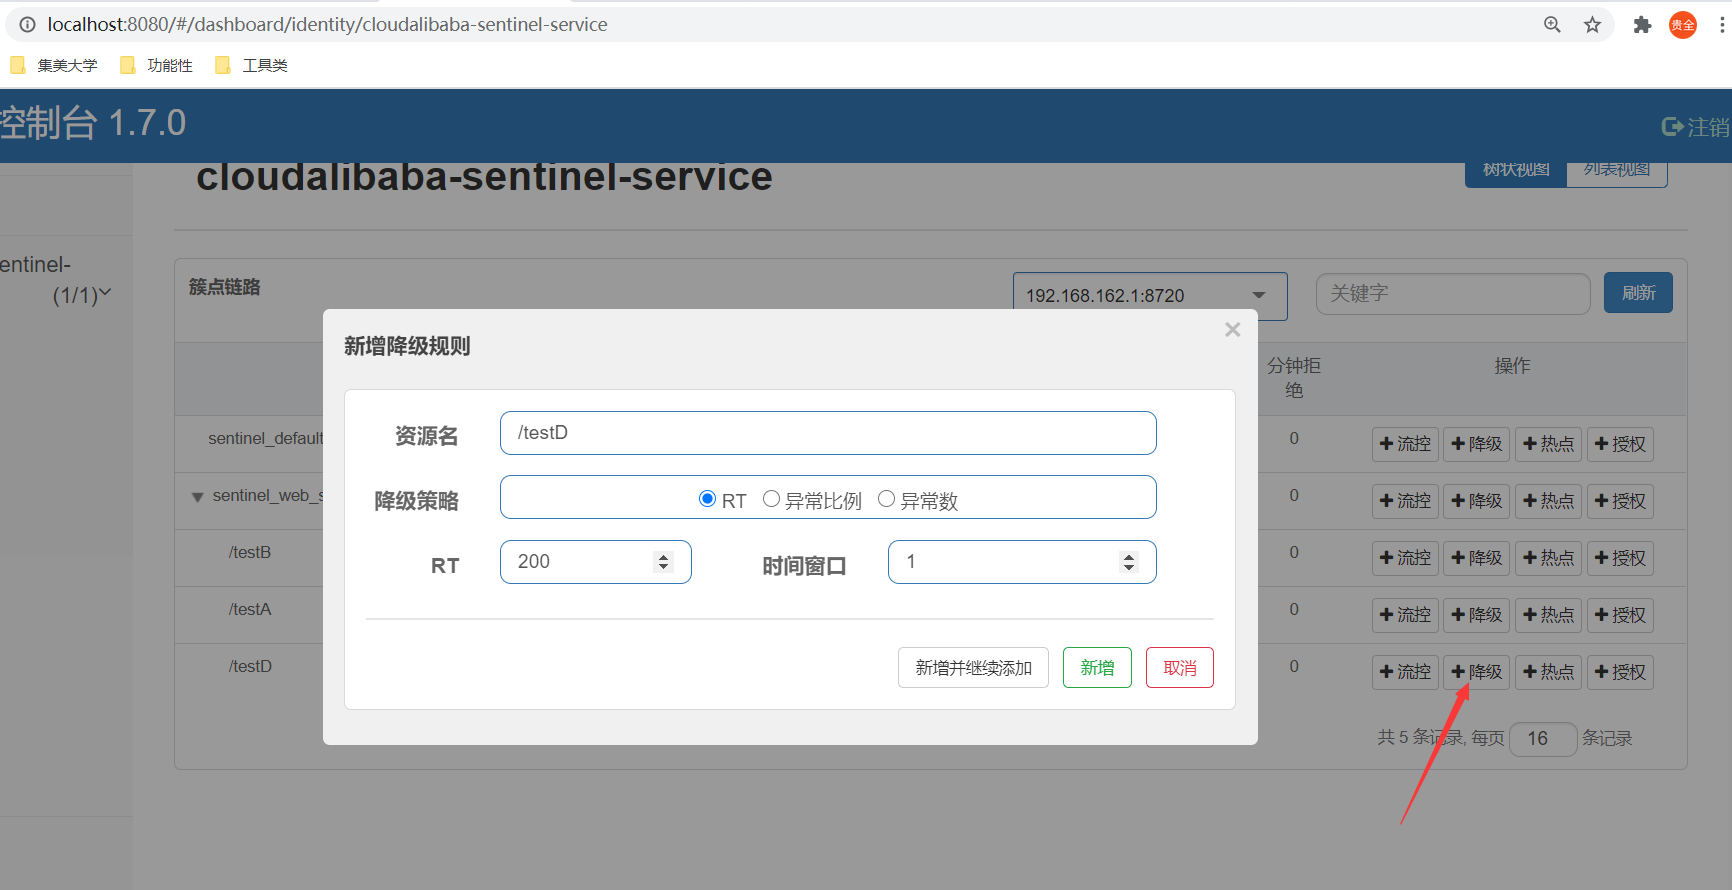 localhost:8080/#/dashboard/identity/cloudalibaba-sentinel-service
贵全
集美大学 功能性 工具类
控制台 1.7.0
注销
cloudalibaba-sentinel-service
树状视图 列表视图
entinel-
(1/1)
簇点链路
192.168.162.1:8720
关键字
刷新
新增降级规则
×
分钟拒绝
操作
资源名 /testD
降级策略 RT 异常比例 异常数
RT 200 时间窗口 1
新增并继续添加 新增 取消
sentinel_default 0 流控 降级 热点 授权
sentinel_web_s 0 流控 降级 热点 授权
/testB 0 流控 降级 热点 授权
/testA 0 流控 降级 热点 授权
/testD 0 流控 降级 热点 授权
共 5 条记录, 每页 16 条记录